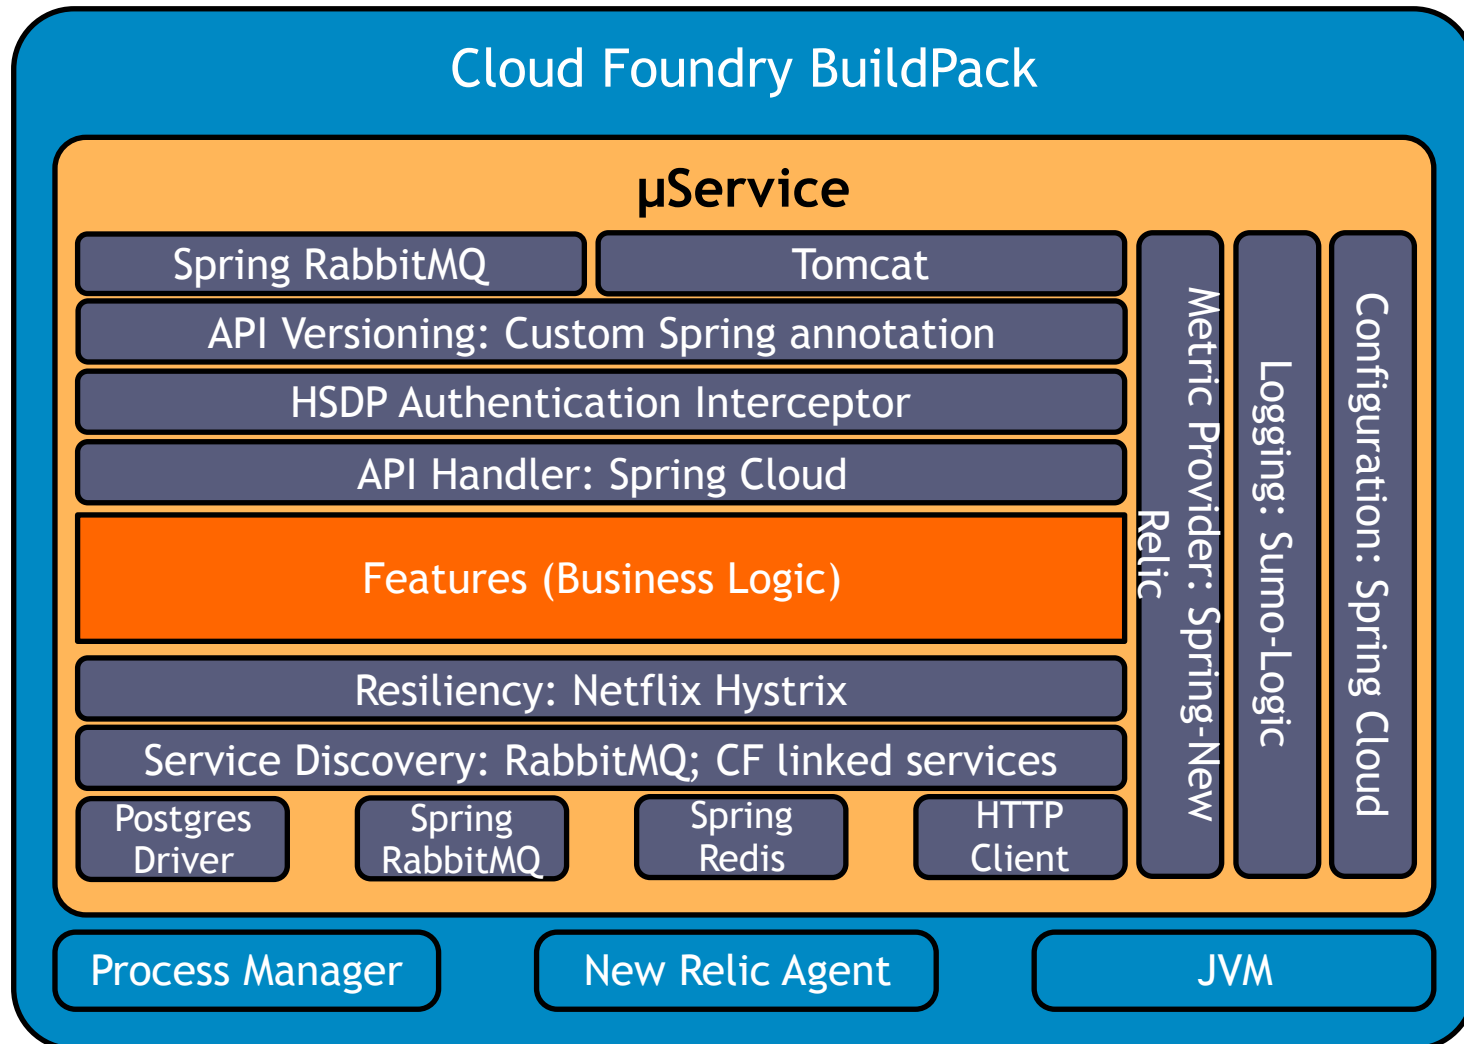 Cloud Foundry BuildPack
µService
Spring RabbitMQ
Tomcat
API Versioning: Custom Spring annotation
HSDP Authentication Interceptor
API Handler: Spring Cloud
Features (Business Logic)
Resiliency: Netflix Hystrix
Service Discovery: RabbitMQ; CF linked services
Postgres
Driver
Spring
RabbitMQ
Spring
Redis
HTTP
Client
Metric Provider: Spring-New
Relic
Logging: Sumo-Logic
Configuration: Spring Cloud
Process Manager
New Relic Agent
JVM